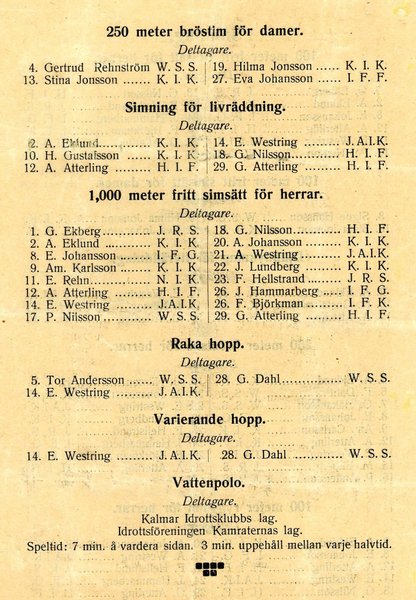 250 meter bröstim för damer.
Deltagare.
4. Gertrud Rehnström W. S. S.
13. Stina Jonsson .... K. I. K.
19. Hilma Jonsson ...... K. I. K.
27. Eva Johansson ...... I. F. F.
Simning för livräddning.
Deltagare.
2. A. Eklund ............ K. I. K.
10. H. Gustafsson ...... K. I. K.
12. A. Atterling ......... H. I. F.
14. E. Westring ............ J.A.I.K.
18. G. Nilsson ............ H. I. F.
29. G. Atterling ............ H. I. F.
1,000 meter fritt simsätt för herrar.
Deltagare.
1. G. Ekberg ............ J. R. S.
2. A. Eklund ............ K. I. K.
8. E. Johansson ...... I. F. G.
9. Am. Karlsson ...... K. I. K.
11. E. Rehn ............ N. I. K.
12. A. Atterling ......... H. I. F.
14. E. Westring ......... J.A.I.K.
17. P. Nilsson ............ W. S. S.
18. G. Nilsson ............ H. I. F.
20. A. Johansson ......... K. I. K.
21. A. Westring ............ J.A.I.K.
22. J. Lundberg ............ K. I. K.
23. F. Hellstrand ......... J. R. S.
26. J. Hammarberg ...... I. F. G.
26. F. Björkman ............ I. F. K.
29. G. Atterling ............ H. I. F.
Raka hopp.
Deltagare.
5. Tor Andersson ...... W. S. S.
14. E. Westring ......... J.A.I.K.
28. G. Dahl .................. W. S. S.
Varierande hopp.
Deltagare.
14. E. Westring ......... J.A.I.K.
28. G. Dahl .................. W. S. S.
Vattenpolo.
Deltagare.
Kalmar Idrottsklubbs lag.
Idrottsföreningen Kamraternas lag.
Speltid: 7 min. å vardera sidan. 3 min. uppehåll mellan varje halvtid.